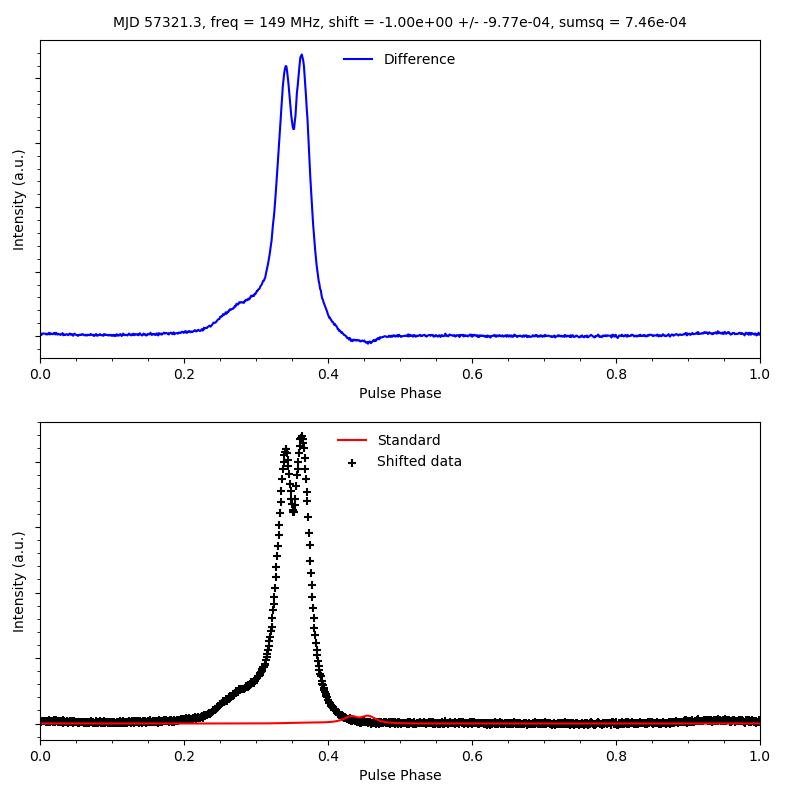 MJD 57321.3, freq = 149 MHz, shift = -1.00e+00 +/- -9.77e-04, sumsq = 7.46e-04
Difference
Intensity (a.u.)
0.0 0.2 0.4 0.6 0.8 1.0
Pulse Phase
Standard
Shifted data
Intensity (a.u.)
0.0 0.2 0.4 0.6 0.8 1.0
Pulse Phase